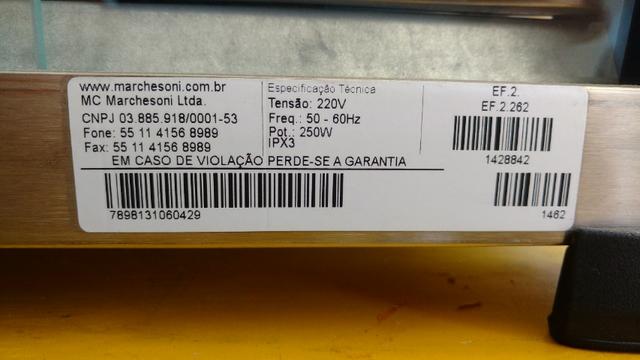 www.marchesoni.com.br
MC Marchesoni Ltda.
CNPJ 03.885.918/0001-53
Fone: 55 11 4156 8989
Fax: 55 11 4156 8989
Especificação Técnica
Tensão: 220V
Freq.: 50 - 60Hz
Pot.: 250W
IPX3
EF.2.
EF.2.262
1428842
EM CASO DE VIOLAÇÃO PERDE-SE A GARANTIA
7898131060429
1462